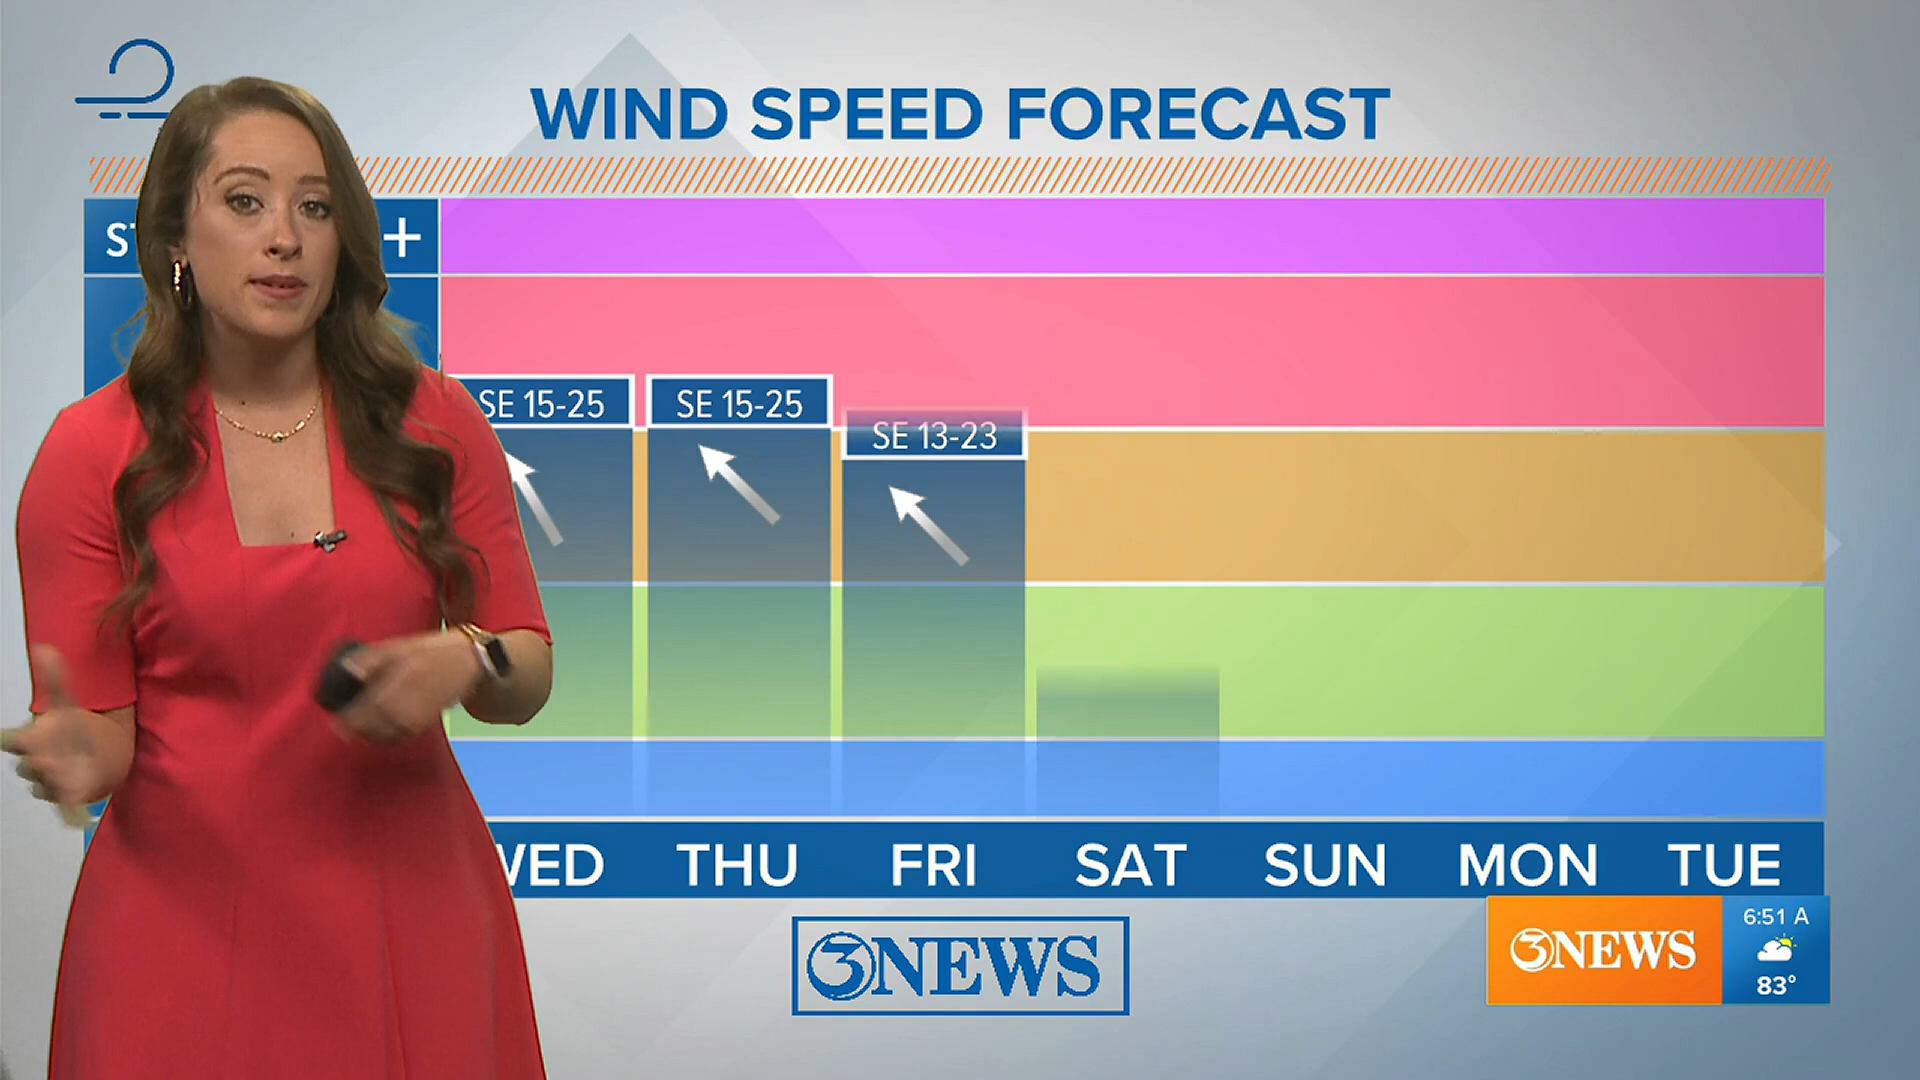 WIND SPEED FORECAST
+
SE 15-25
SE 15-25
SE 13-23
THU
FRI
SAT
SUN
MON
TUE
3NEWS
3NEWS
6:51 A
83°